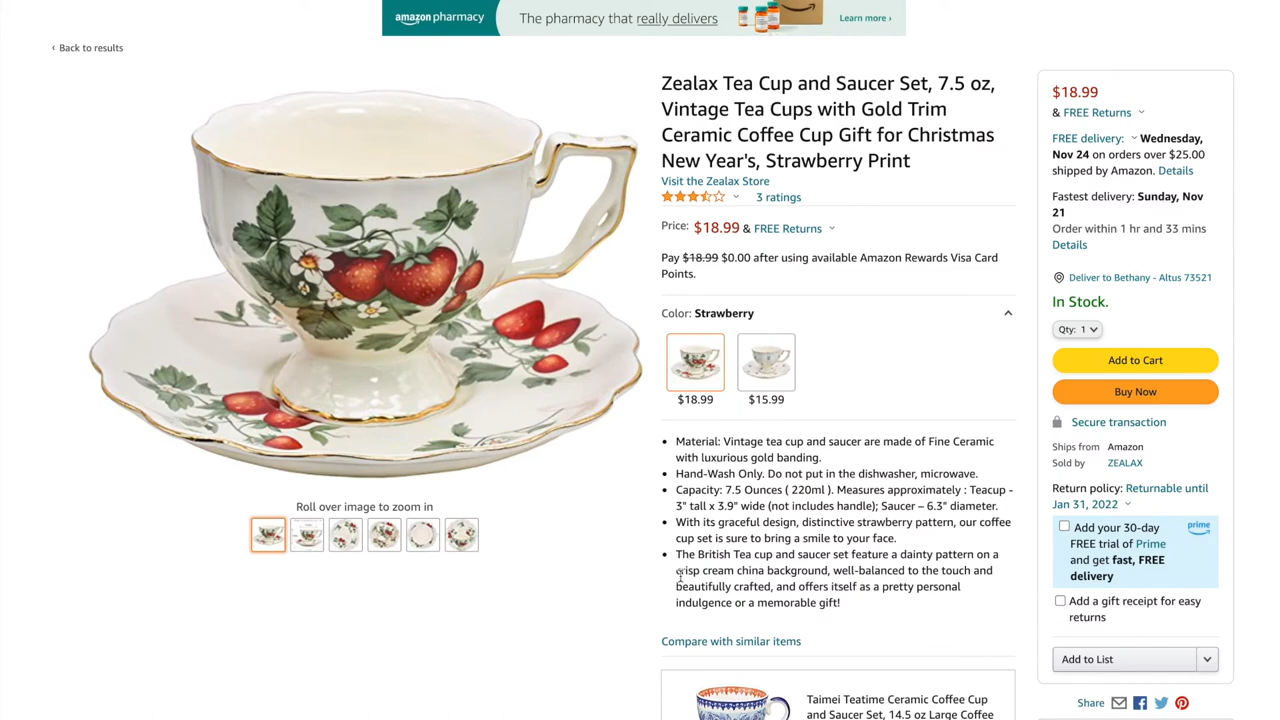 amazon pharmacy
The pharmacy that really delivers
Learn more ›
‹ Back to results
Zealax Tea Cup and Saucer Set, 7.5 oz,
Vintage Tea Cups with Gold Trim
Ceramic Coffee Cup Gift for Christmas
New Year's, Strawberry Print
Visit the Zealax Store
3 ratings
Price: $18.99 & FREE Returns
Pay $18.99 $0.00 after using available Amazon Rewards Visa Card
Points.
Color: Strawberry
$18.99
$15.99
• Material: Vintage tea cup and saucer are made of Fine Ceramic
with luxurious gold banding.
• Hand-Wash Only. Do not put in the dishwasher, microwave.
• Capacity: 7.5 Ounces ( 220ml ). Measures approximately : Teacup -
3" tall x 3.9" wide (not includes handle); Saucer – 6.3" diameter.
• With its graceful design, distinctive strawberry pattern, our coffee
cup set is sure to bring a smile to your face.
• The British Tea cup and saucer set feature a dainty pattern on a
crisp cream china background, well-balanced to the touch and
beautifully crafted, and offers itself as a pretty personal
indulgence or a memorable gift!
Compare with similar items
Taimei Teatime Ceramic Coffee Cup
and Saucer Set, 14.5 oz Large Coffee
Roll over image to zoom in
$18.99
& FREE Returns
FREE delivery: Wednesday,
Nov 24 on orders over $25.00
shipped by Amazon. Details
Fastest delivery: Sunday, Nov
21
Order within 1 hr and 33 mins
Details
Deliver to Bethany - Altus 73521
In Stock.
Qty: 1
Add to Cart
Buy Now
Secure transaction
Ships from Amazon
Sold by ZEALAX
Return policy: Returnable until
Jan 31, 2022
Add your 30-day
FREE trial of Prime
and get fast, FREE
delivery
prime
Add a gift receipt for easy
returns
Add to List
Share